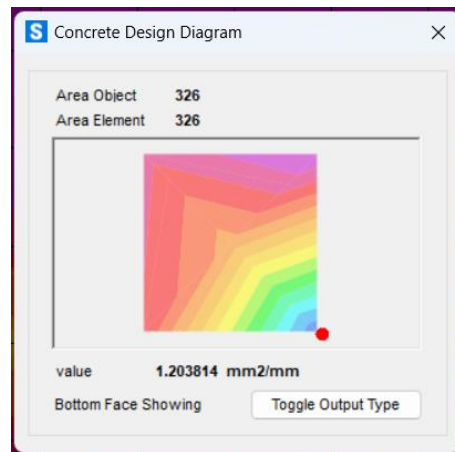 S Concrete Design Diagram
Area Object 326
Area Element 326
value 1.203814 mm2/mm
Bottom Face Showing Toggle Output Type